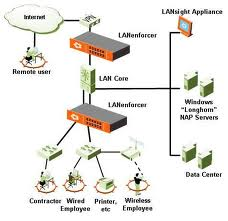 Internet
LANsight Appliance
LANenforcer
Remote user
LAN Core
Windows
"Longhorn"
NAP Servers
LANenforcer
Data Center
Contractor
Wired
Employee
Printer,
etc
Wireless
Employee